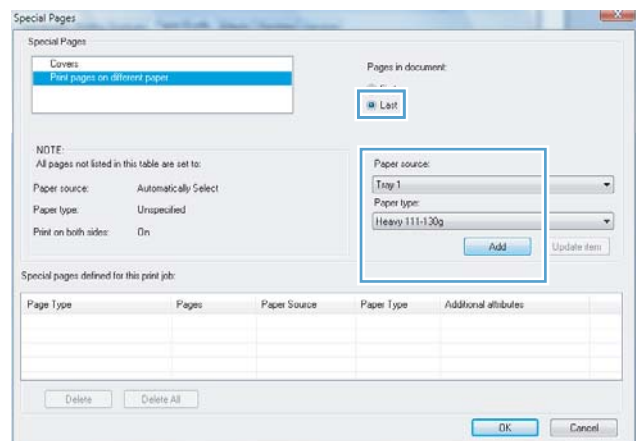 Special Pages
Special Pages
Covers
Print pages on different paper
Pages in document:
Last
NOTE:
All pages not listed in this table are set to:
Paper source: Automatically Select
Paper type: Unspecified
Print on both sides: On
Paper source:
Tray 1
Paper type:
Heavy 111-130g
Add
Update item
Special pages defined for this print job:
Page Type Pages Paper Source Paper Type Additional attributes
Delete Delete All
OK Cancel